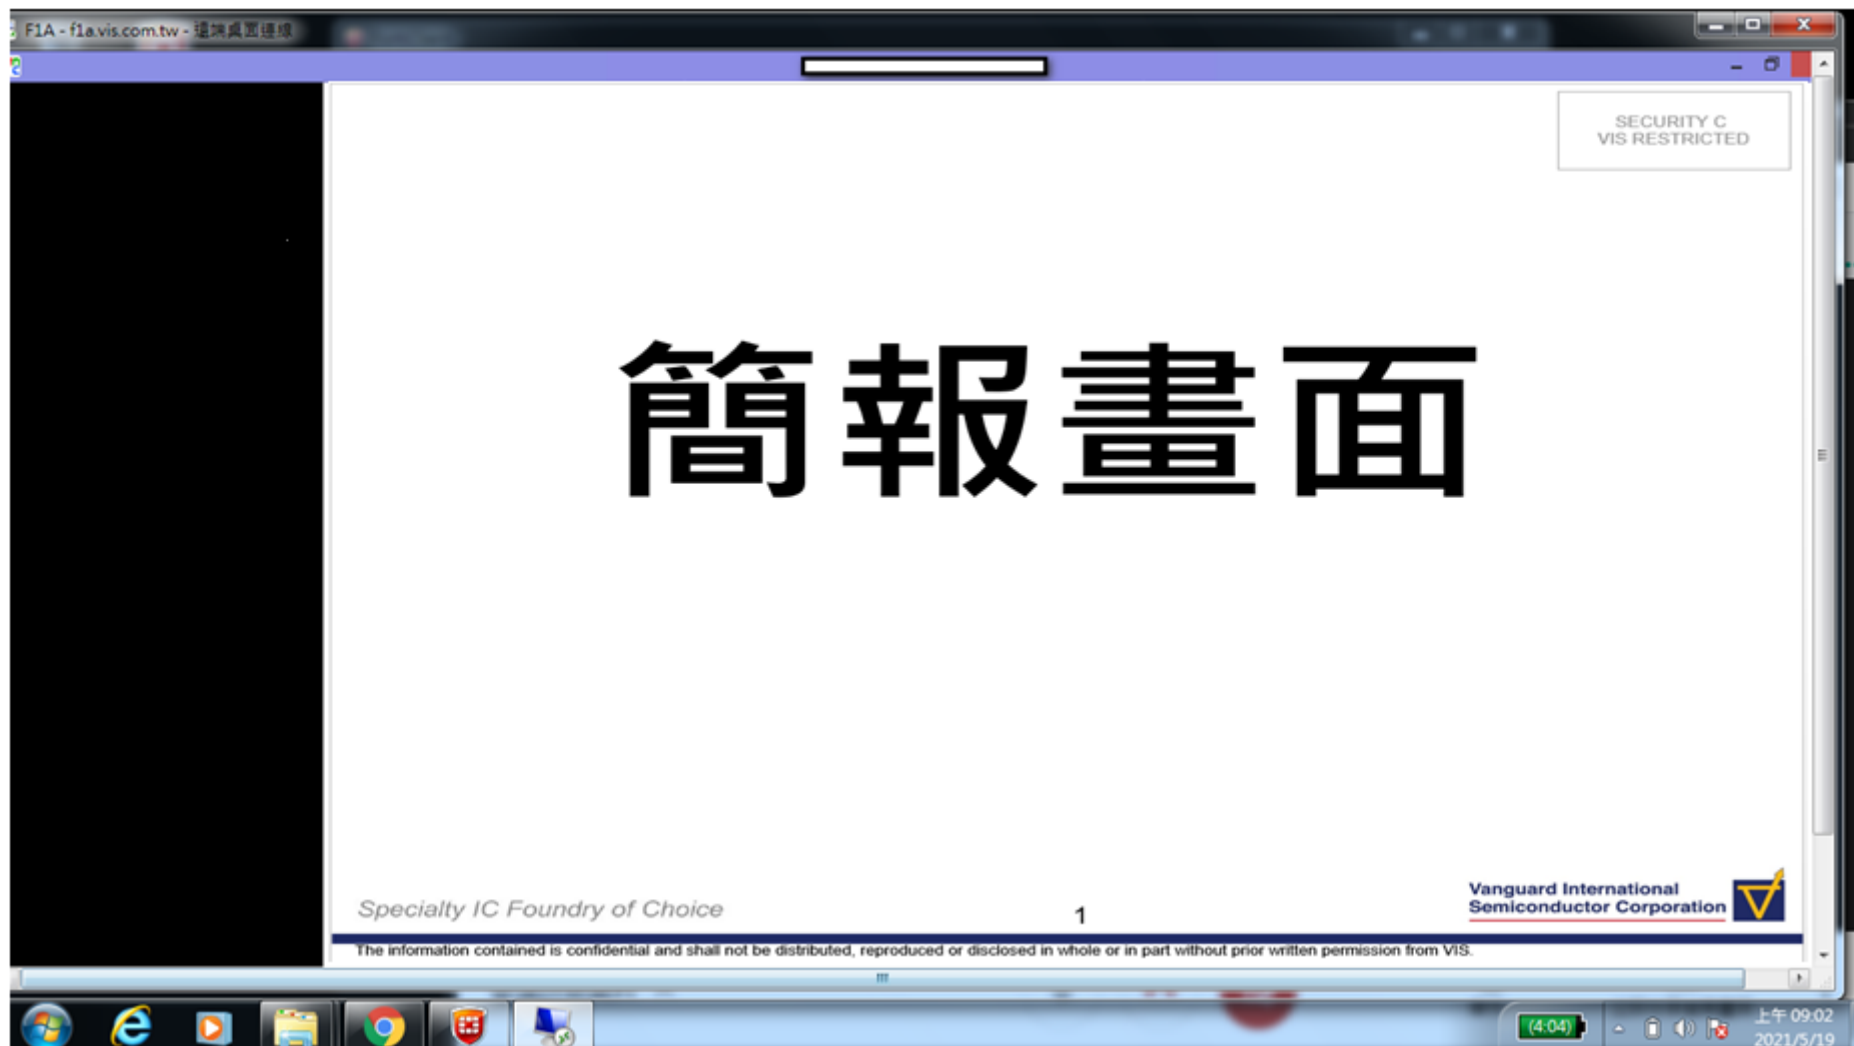 F1A - f1a.vis.com.tw - 遠端桌面連線
SECURITY C
VIS RESTRICTED
簡報畫面
Specialty IC Foundry of Choice
1
Vanguard International
Semiconductor Corporation
The information contained is confidential and shall not be distributed, reproduced or disclosed in whole or in part without prior written permission from VIS.
(4:04)
上午 09:02
2021/5/19